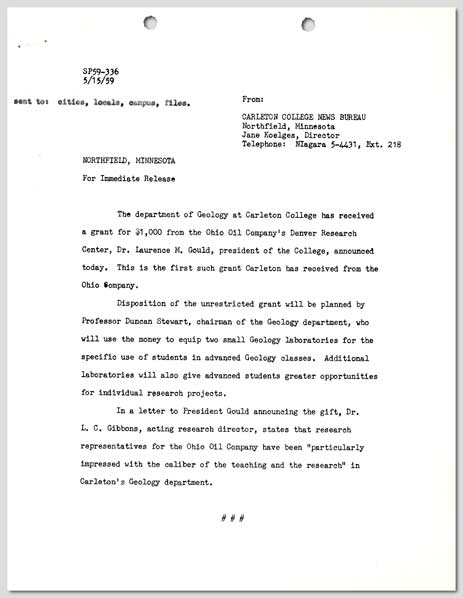 SP59-336
5/15/59
sent to: cities, locals, campus, files.
From:
CARLETON COLLEGE NEWS BUREAU
Northfield, Minnesota
Jane Koelges, Director
Telephone: NIagara 5-4431, Ext. 218
NORTHFIELD, MINNESOTA
For Immediate Release
The department of Geology at Carleton College has received
a grant for $1,000 from the Ohio Oil Company's Denver Research
Center, Dr. Laurence M. Gould, president of the College, announced
today. This is the first such grant Carleton has received from the
Ohio Company.
Disposition of the unrestricted grant will be planned by
Professor Duncan Stewart, chairman of the Geology department, who
will use the money to equip two small Geology laboratories for the
specific use of students in advanced Geology classes. Additional
laboratories will also give advanced students greater opportunities
for individual research projects.
In a letter to President Gould announcing the gift, Dr.
L. C. Gibbons, acting research director, states that research
representatives for the Ohio Oil Company have been "particularly
impressed with the caliber of the teaching and the research" in
Carleton's Geology department.
# # #